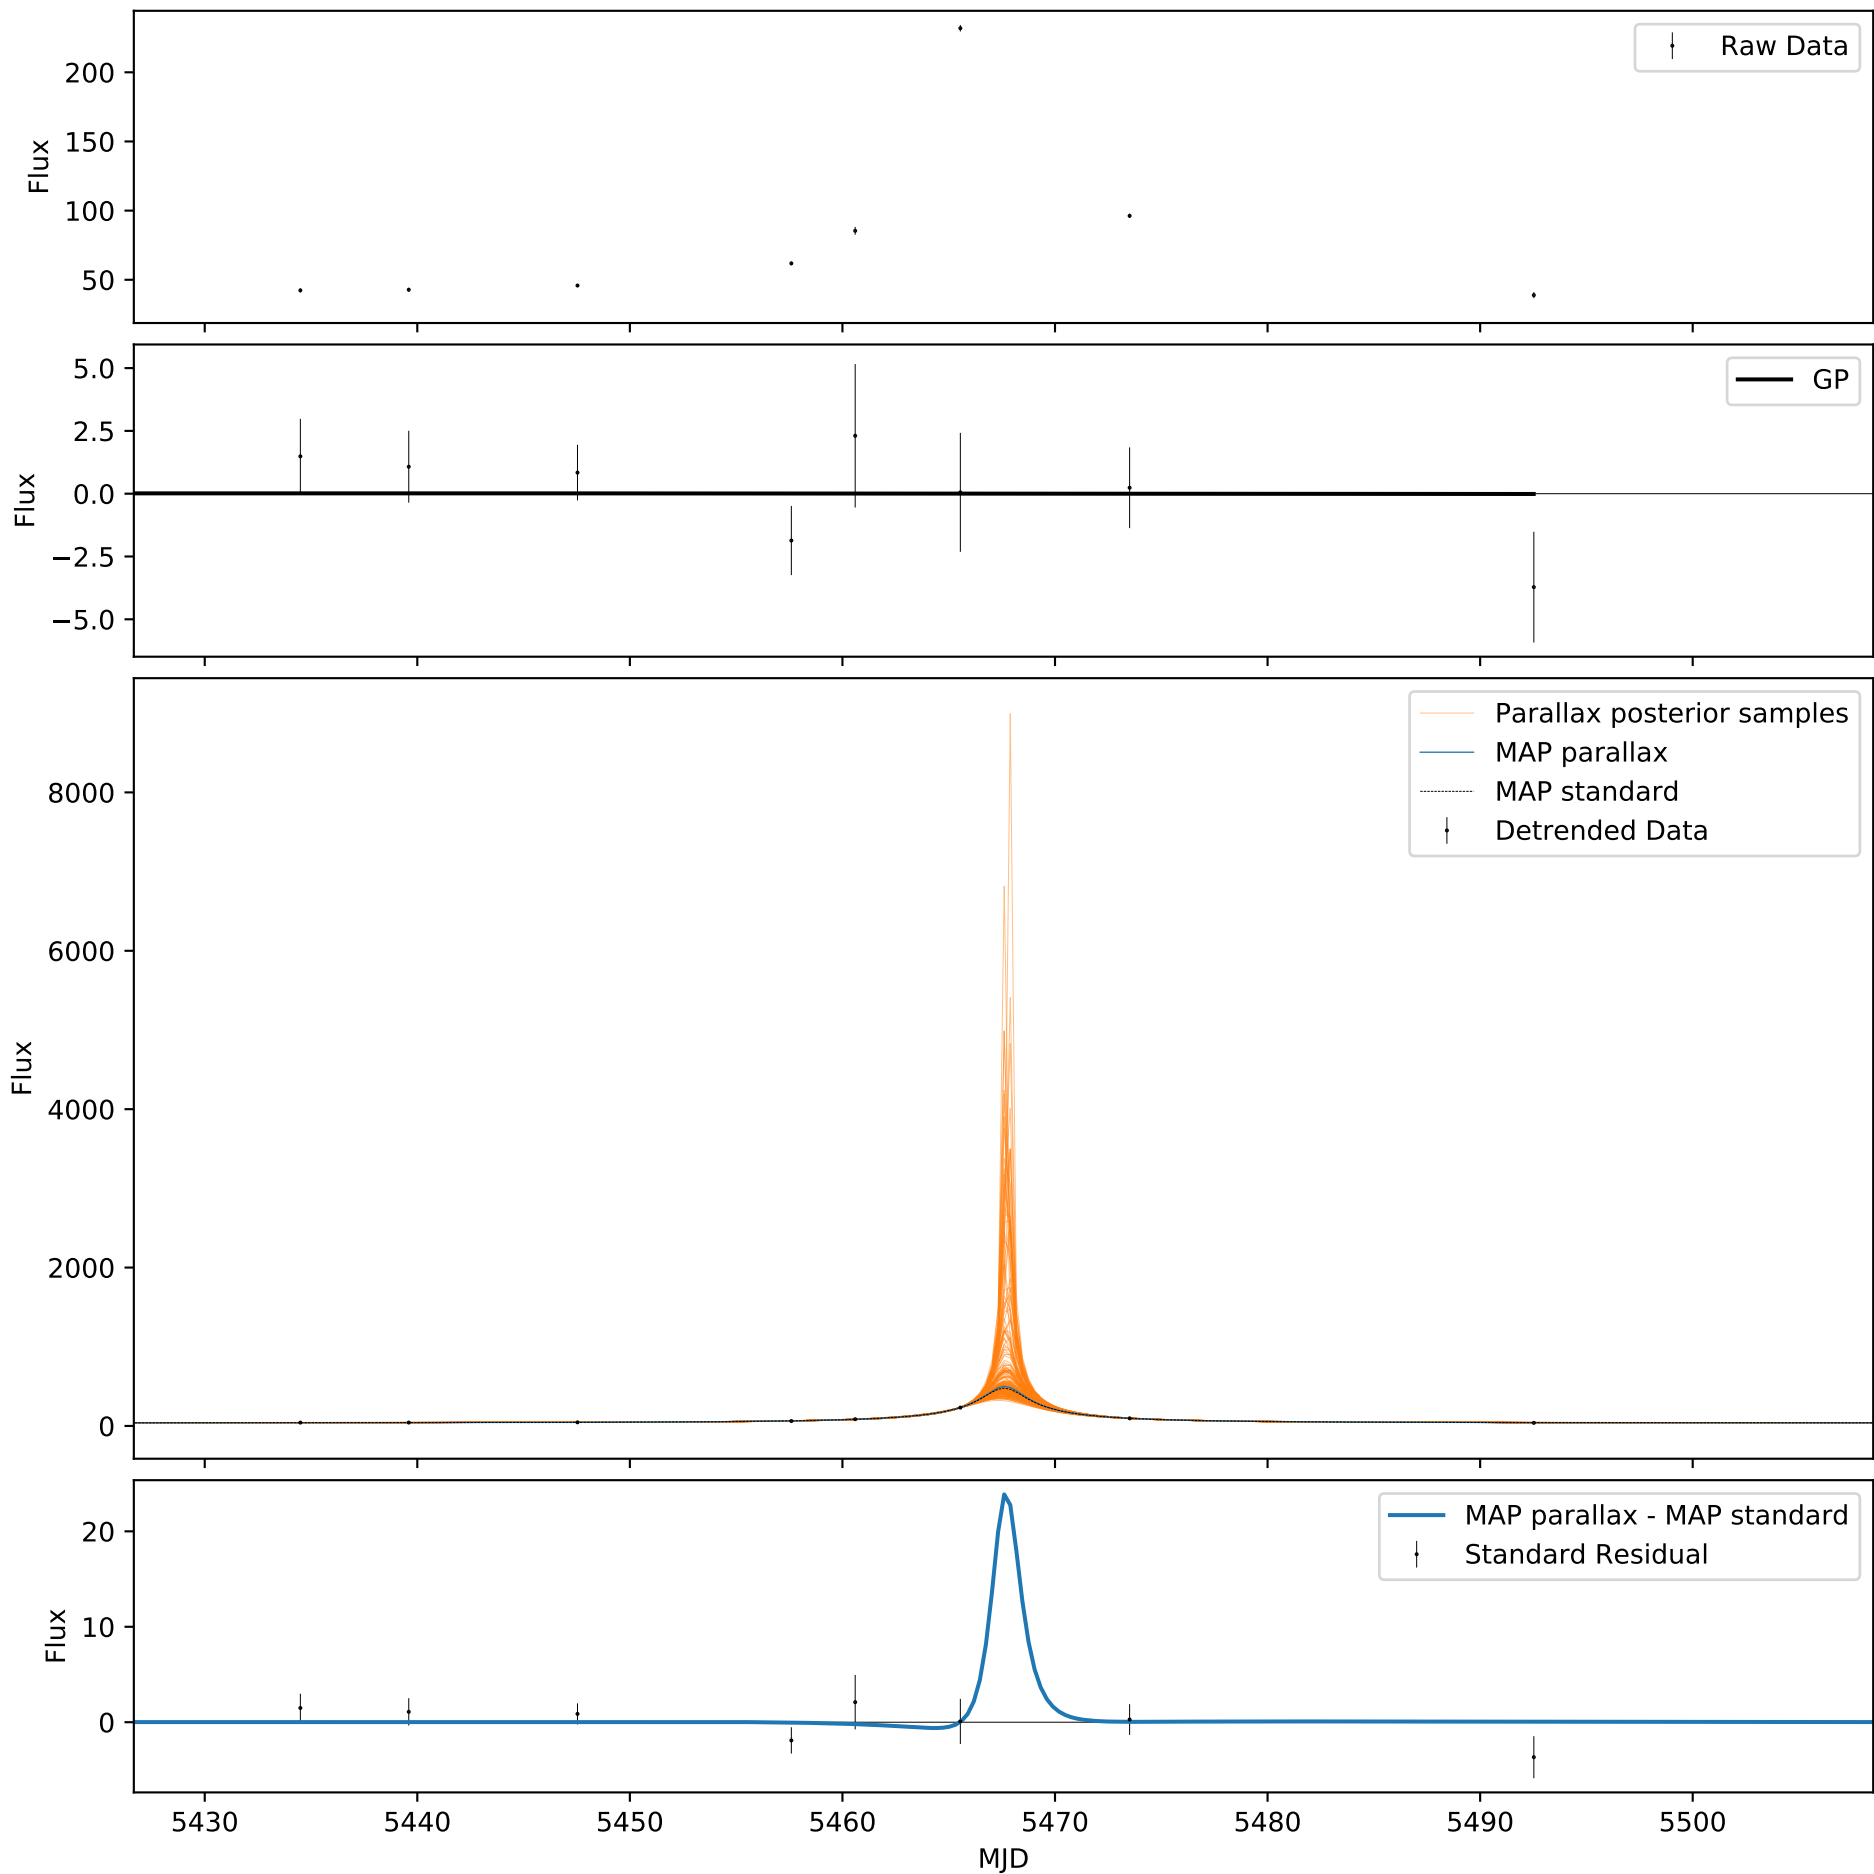 200
150
100
50
Flux
Raw Data
5.0
2.5
0.0
−2.5
−5.0
Flux
GP
8000
6000
4000
2000
0
Flux
Parallax posterior samples
MAP parallax
MAP standard
Detrended Data
20
10
0
Flux
MAP parallax - MAP standard
Standard Residual
5430 5440 5450 5460 5470 5480 5490 5500
MJD